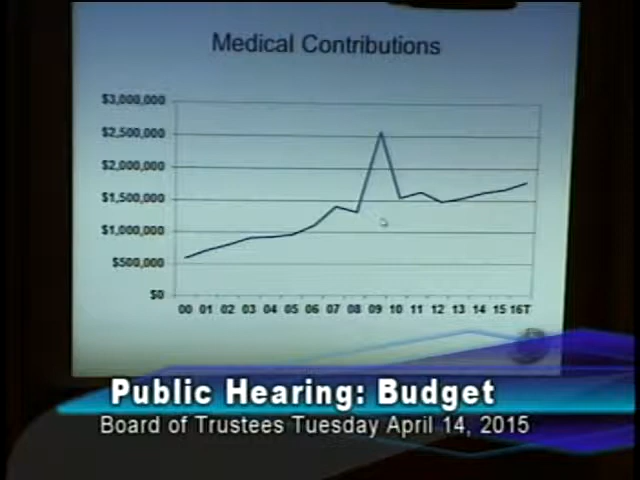 Medical Contributions
$3,000,000
$2,500,000
$2,000,000
$1,500,000
$1,000,000
$500,000
$0
00 01 02 03 04 05 06 07 08 09 10 11 12 13 14 15 16T
Public Hearing: Budget
Board of Trustees Tuesday April 14, 2015